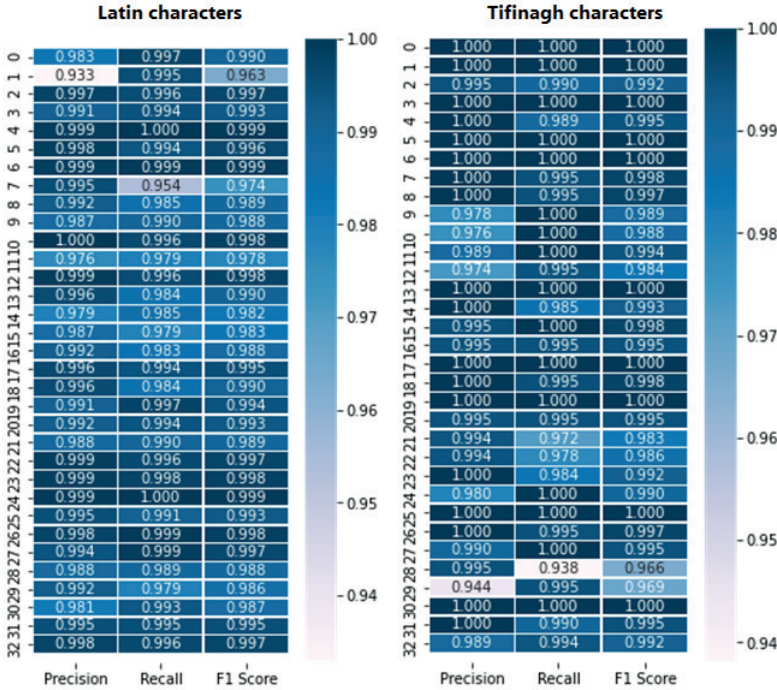 Latin characters
0 0.983 0.997 0.990
1 0.933 0.995 0.963
2 0.997 0.996 0.997
3 0.991 0.994 0.993
4 0.999 1.000 0.999
5 0.998 0.994 0.996
6 0.999 0.999 0.999
7 0.995 0.954 0.974
8 0.992 0.985 0.989
9 0.987 0.990 0.988
10 1.000 0.996 0.998
11 0.976 0.979 0.978
12 0.999 0.996 0.998
13 0.996 0.984 0.990
14 0.979 0.985 0.982
15 0.987 0.979 0.983
16 0.992 0.983 0.988
17 0.996 0.994 0.995
18 0.996 0.984 0.990
19 0.991 0.997 0.994
20 0.992 0.994 0.993
21 0.988 0.990 0.989
22 0.999 0.996 0.997
23 0.999 0.998 0.998
24 0.999 1.000 0.999
25 0.995 0.991 0.993
26 0.998 0.999 0.998
27 0.994 0.999 0.997
28 0.988 0.989 0.988
29 0.992 0.979 0.986
30 0.981 0.993 0.987
31 0.995 0.995 0.995
32 0.998 0.996 0.997
Precision Recall F1 Score
1.00
0.99
0.98
0.97
0.96
0.95
0.94
Tifinagh characters
0 1.000 1.000 1.000
1 1.000 1.000 1.000
2 0.995 0.990 0.992
3 1.000 1.000 1.000
4 1.000 0.989 0.995
5 1.000 1.000 1.000
6 1.000 1.000 1.000
7 1.000 0.995 0.998
8 1.000 0.995 0.997
9 0.978 1.000 0.989
10 0.976 1.000 0.988
11 0.989 1.000 0.994
12 0.974 0.995 0.984
13 1.000 1.000 1.000
14 1.000 0.985 0.993
15 0.995 1.000 0.998
16 0.995 0.995 0.995
17 1.000 1.000 1.000
18 1.000 0.995 0.998
19 1.000 1.000 1.000
20 0.995 0.995 0.995
21 0.994 0.972 0.983
22 0.994 0.978 0.986
23 1.000 0.984 0.992
24 0.980 1.000 0.990
25 1.000 1.000 1.000
26 1.000 0.995 0.997
27 0.990 1.000 0.995
28 0.995 0.938 0.966
29 0.944 0.995 0.969
30 1.000 1.000 1.000
31 1.000 0.990 0.995
32 0.989 0.994 0.992
Precision Recall F1 Score
1.00
0.99
0.98
0.97
0.96
0.95
0.94